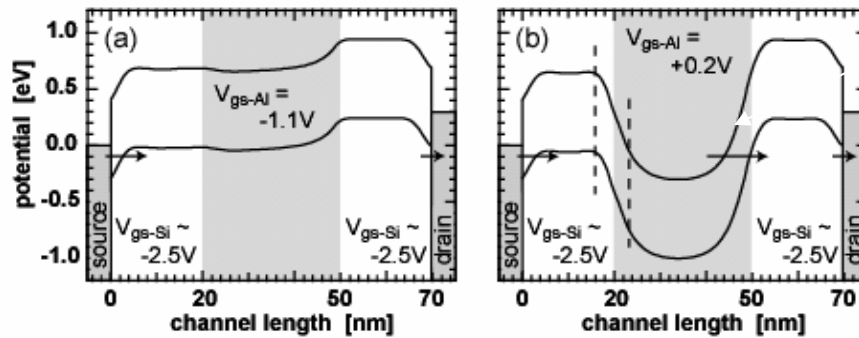 (a)
(b)
potential [eV]
1.0
0.5
0.0
-0.5
-1.0
V_gs-Al =
-1.1V
V_gs-Al =
+0.2V
V_gs-Si ~
-2.5V
V_gs-Si ~
-2.5V
V_gs-Si ~
-2.5V
V_gs-Si ~
-2.5V
source
drain
source
drain
0 20 50 70
0 20 50 70
channel length [nm]
channel length [nm]